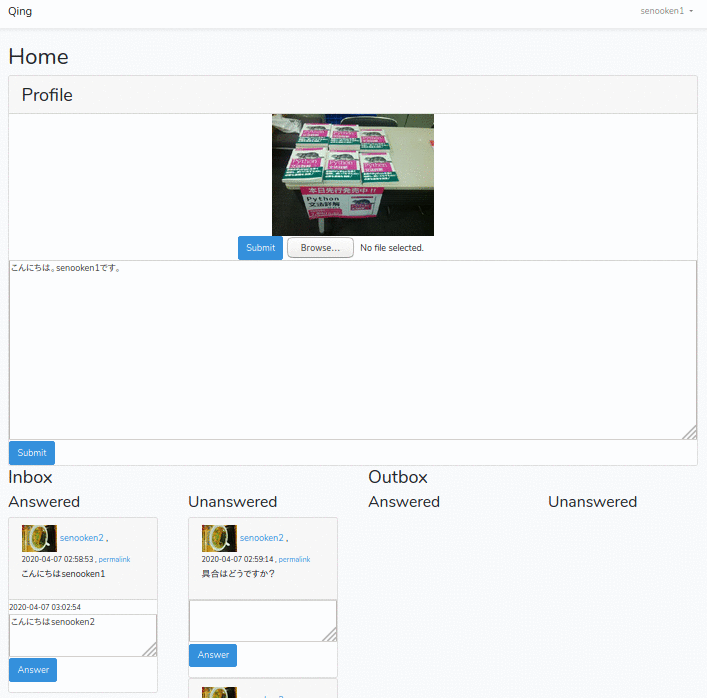 Qing
senooken1
Home
Profile
Python
Python
Python
本日先行発売中!!
Python
文法詳解
Submit
Browse...
No file selected.
こんにちは。senooken1です。
Submit
Inbox
Outbox
Answered
Unanswered
Answered
Unanswered
senooken2 ,
2020-04-07 02:58:53 , permalink
こんにちはsenooken1
2020-04-07 03:02:54
こんにちはsenooken2
Answer
senooken2 ,
2020-04-07 02:59:14 , permalink
具合はどうですか?
Answer